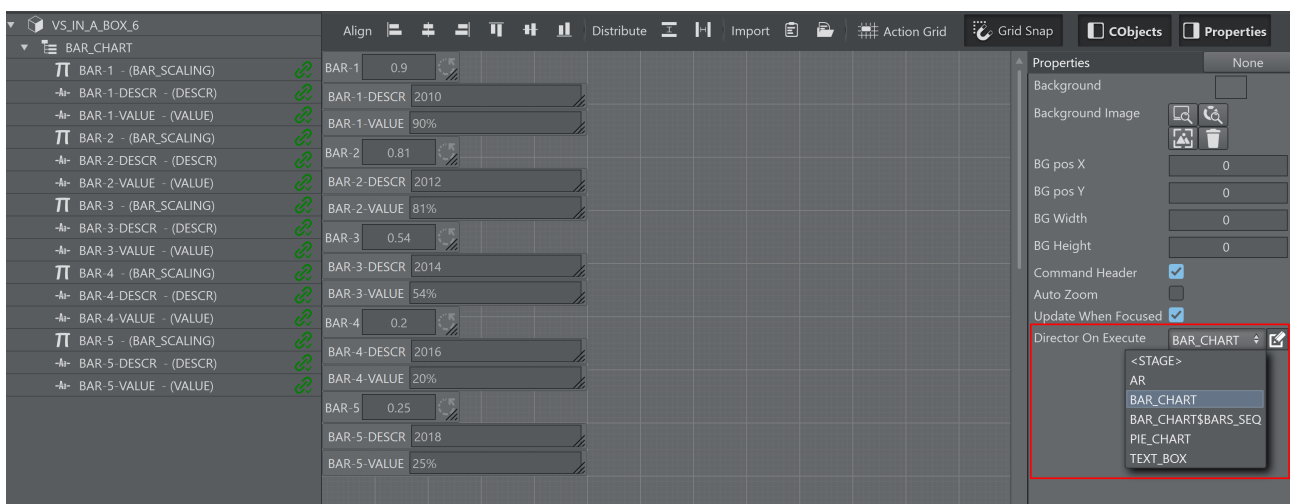 VS_IN_A_BOX_6
Align Distribute Import Action Grid Grid Snap CObjects Properties
BAR_CHART
BAR-1 - (BAR_SCALING)
BAR-1-DESCR - (DESCR)
BAR-1-VALUE - (VALUE)
BAR-2 - (BAR_SCALING)
BAR-2-DESCR - (DESCR)
BAR-2-VALUE - (VALUE)
BAR-3 - (BAR_SCALING)
BAR-3-DESCR - (DESCR)
BAR-3-VALUE - (VALUE)
BAR-4 - (BAR_SCALING)
BAR-4-DESCR - (DESCR)
BAR-4-VALUE - (VALUE)
BAR-5 - (BAR_SCALING)
BAR-5-DESCR - (DESCR)
BAR-5-VALUE - (VALUE)
BAR-1 0.9
BAR-1-DESCR 2010
BAR-1-VALUE 90%
BAR-2 0.81
BAR-2-DESCR 2012
BAR-2-VALUE 81%
BAR-3 0.54
BAR-3-DESCR 2014
BAR-3-VALUE 54%
BAR-4 0.2
BAR-4-DESCR 2016
BAR-4-VALUE 20%
BAR-5 0.25
BAR-5-DESCR 2018
BAR-5-VALUE 25%
Properties None
Background
Background Image
BG pos X 0
BG pos Y 0
BG Width 0
BG Height 0
Command Header
Auto Zoom
Update When Focused
Director On Execute BAR_CHART
<STAGE>
AR
BAR_CHART
BAR_CHART$BARS_SEQ
PIE_CHART
TEXT_BOX